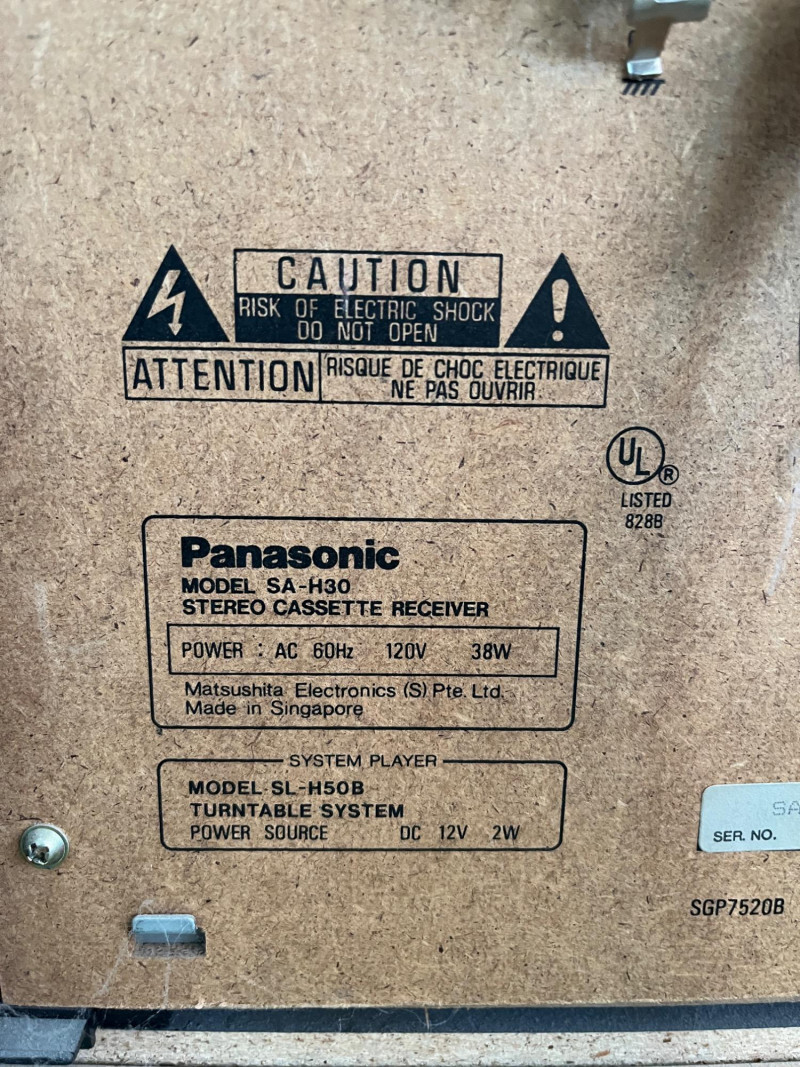 CAUTION
RISK OF ELECTRIC SHOCK
DO NOT OPEN
ATTENTION
RISQUE DE CHOC ELECTRIQUE
NE PAS OUVRIR
UL ®
LISTED
828B
Panasonic
MODEL SA-H30
STEREO CASSETTE RECEIVER
POWER : AC 60Hz 120V 38W
Matsushita Electronics (S) Pte. Ltd.
Made in Singapore
SYSTEM PLAYER
MODEL SL-H50B
TURNTABLE SYSTEM
POWER SOURCE DC 12V 2W
SA
SER. NO.
SGP7520B